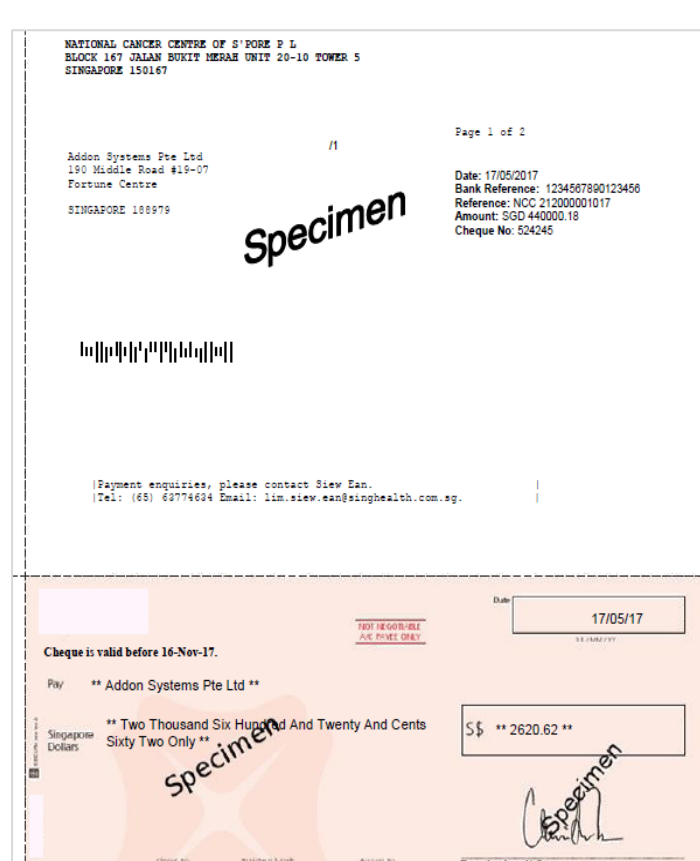 NATIONAL CANCER CENTRE OF S'PORE P L
BLOCK 167 JALAN BUKIT MERAH UNIT 20-10 TOWER 5
SINGAPORE 150167
/1
Page 1 of 2
Addon Systems Pte Ltd
190 Middle Road #19-07
Fortune Centre
SINGAPORE 188979
Date: 17/05/2017
Bank Reference: 1234567890123456
Reference: NCC 212000001017
Amount: SGD 440000.18
Cheque No: 524245
Specimen
|Payment enquiries, please contact Siew Ean. |
|Tel: (65) 63774634 Email: lim.siew.ean@singhealth.com.sg. |
Date
17/05/17
NOT NEGOTIABLE
A/C PAYEE ONLY
Cheque is valid before 16-Nov-17.
Pay ** Addon Systems Pte Ltd **
Singapore Dollars
** Two Thousand Six Hundred And Twenty And Cents
Sixty Two Only **
S$ ** 2620.62 **
Specimen
Specimen